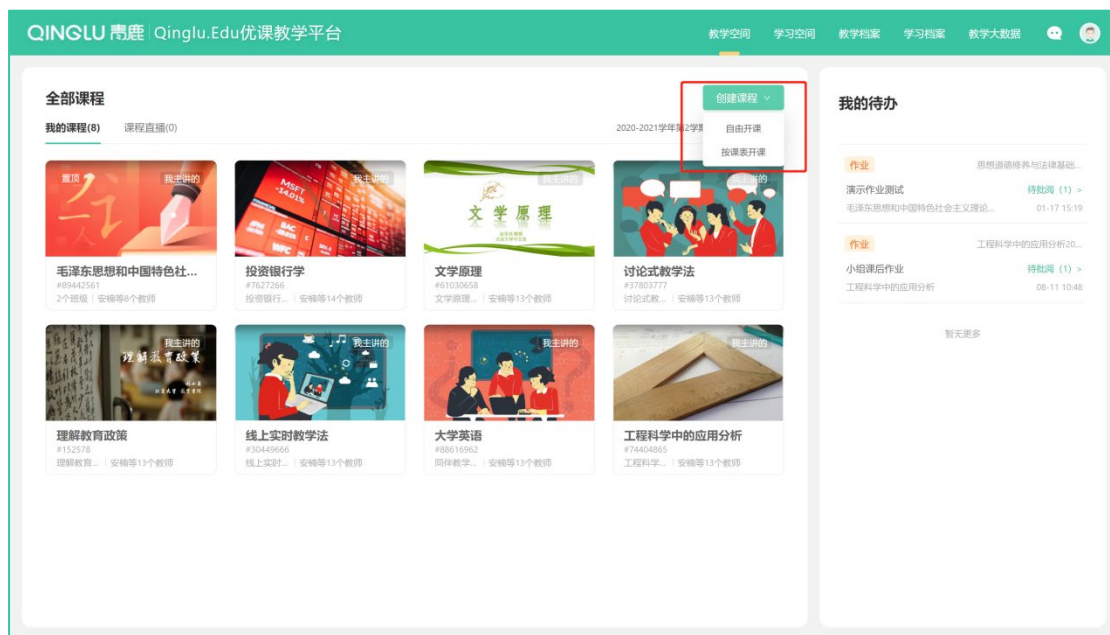 QINGLU 青鹿 Qinglu.Edu优课教学平台
教学空间 学习空间 教学档案 学习档案 教学大数据
全部课程
创建课程
我的课程(8) 课程直播(0)
2020-2021学年第2学期
自由开课
按课表开课
置顶 我主讲的
毛泽东思想和中国特色社...
#89442561
2个班级 安楠等8个教师
MSFT
-14.01%
BAC
WFC
我主讲的
投资银行学
#7627266
投资银行... 安楠等14个教师
我主讲的
文学原理
文学原理
#61030658
文学原理... 安楠等13个教师
我主讲的
讨论式教学法
#37803777
讨论式教... 安楠等13个教师
我主讲的
理解教育政策
理解教育政策
#152578
理解教育... 安楠等13个教师
我主讲的
线上实时教学法
#30449666
线上实时... 安楠等13个教师
我主讲的
大学英语
#88616962
同伴教学... 安楠等13个教师
我主讲的
工程科学中的应用分析
#74404865
工程科学... 安楠等13个教师
我的待办
作业 思想道德修养与法律基础...
演示作业测试 待批阅 (1) >
毛泽东思想和中国特色社会主义理论... 01-17 15:19
作业 工程科学中的应用分析20...
小组课后作业 待批阅 (1) >
工程科学中的应用分析 08-11 10:48
暂无更多